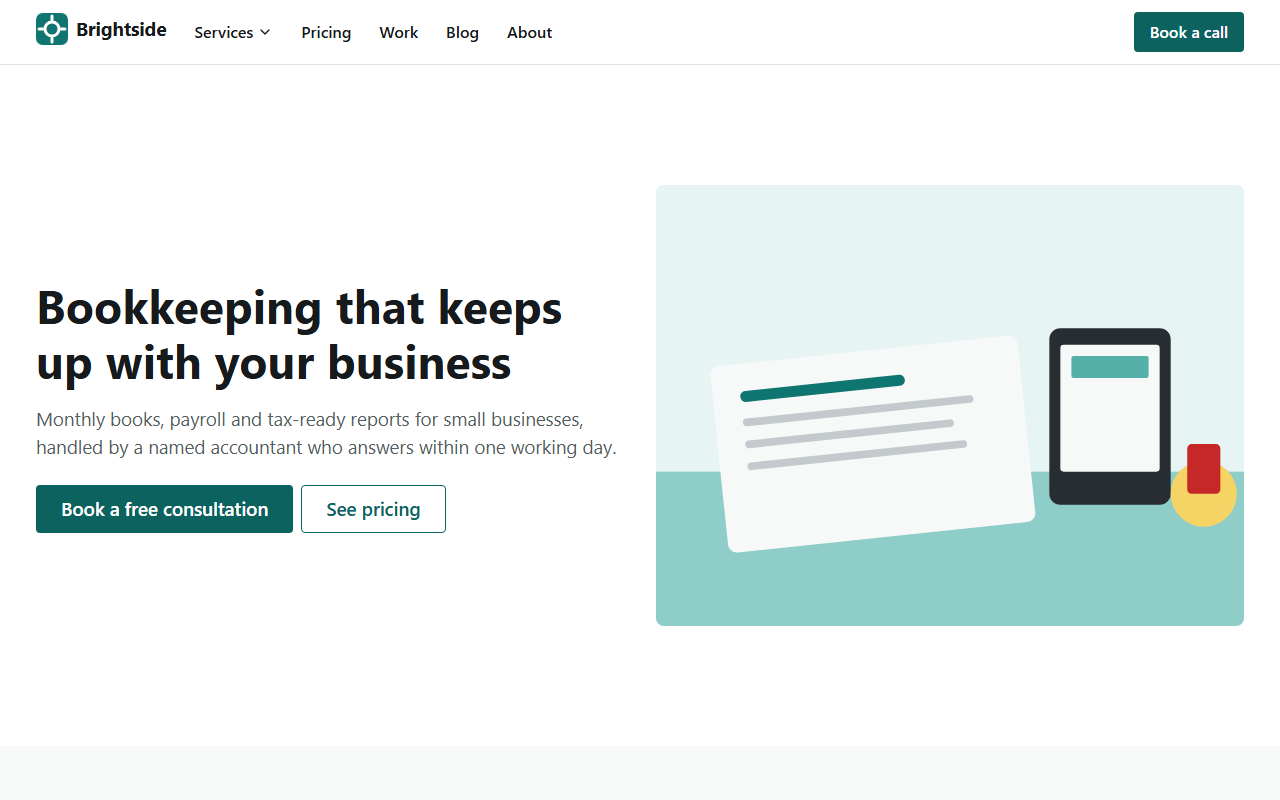 Brightside
Services
Pricing
Work
Blog
About
Book a call
Bookkeeping that keeps
up with your business
Monthly books, payroll and tax-ready reports for small businesses,
handled by a named accountant who answers within one working day.
Book a free consultation
See pricing